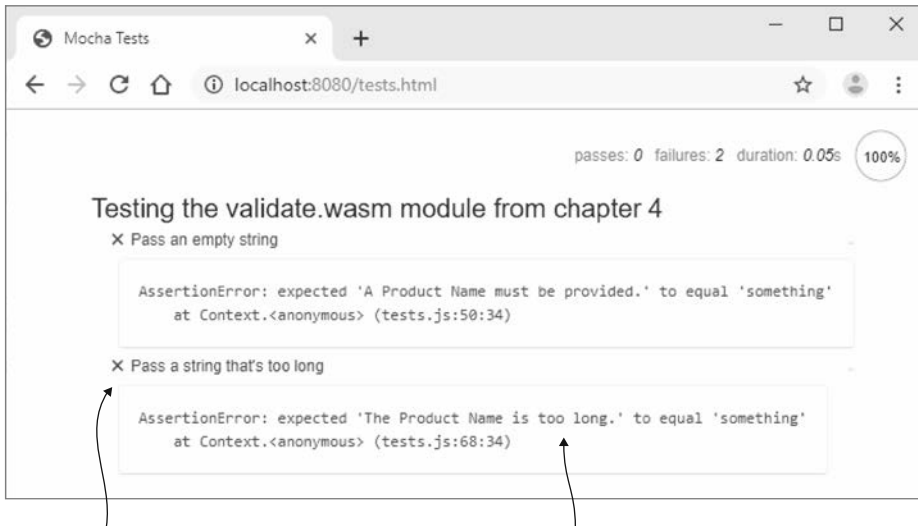 Mocha Tests
localhost:8080/tests.html
passes: 0 failures: 2 duration: 0.05s 100%
Testing the validate.wasm module from chapter 4
Pass an empty string
AssertionError: expected 'A Product Name must be provided.' to equal 'something'
at Context.<anonymous> (tests.js:50:34)
Pass a string that's too long
AssertionError: expected 'The Product Name is too long.' to equal 'something'
at Context.<anonymous> (tests.js:68:34)